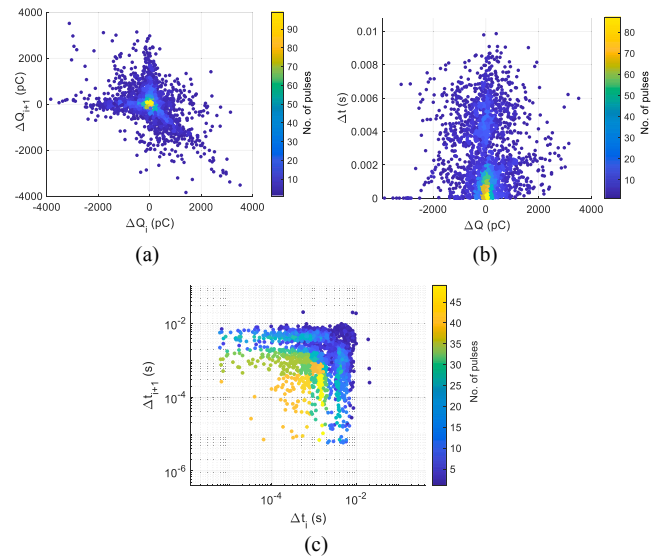 4000
2000
0
-2000
-4000
-4000 -2000 0 2000 4000
ΔQ i+1 (pC)
ΔQ i (pC)
90
80
70
60
50
40
30
20
10
No. of pulses
(a)
0.01
0.008
0.006
0.004
0.002
0
-2000 0 2000 4000
Δt (s)
ΔQ (pC)
80
70
60
50
40
30
20
10
No. of pulses
(b)
10-2
10-4
10-6
10-4 10-2
Δt i+1 (s)
Δt i (s)
45
40
35
30
25
20
15
10
5
No. of pulses
(c)